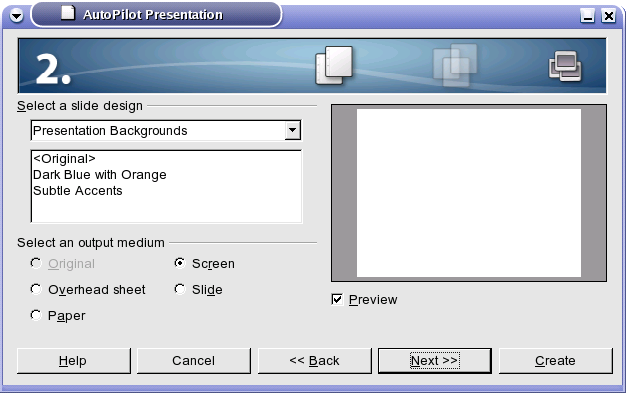 AutoPilot Presentation
2.
Select a slide design
Presentation Backgrounds
<Original>
Dark Blue with Orange
Subtle Accents
Select an output medium
Original
Screen
Overhead sheet
Slide
Paper
Preview
Help
Cancel
<< Back
Next >>
Create